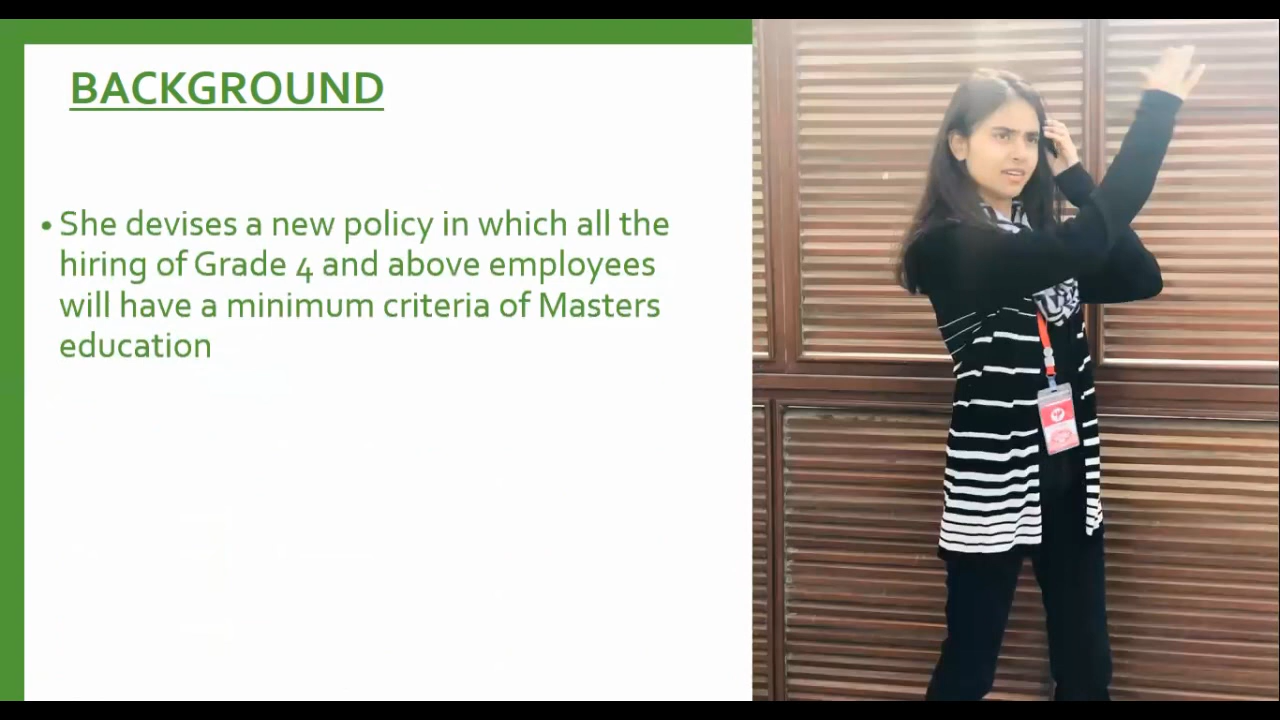 BACKGROUND
• She devises a new policy in which all the
hiring of Grade 4 and above employees
will have a minimum criteria of Masters
education